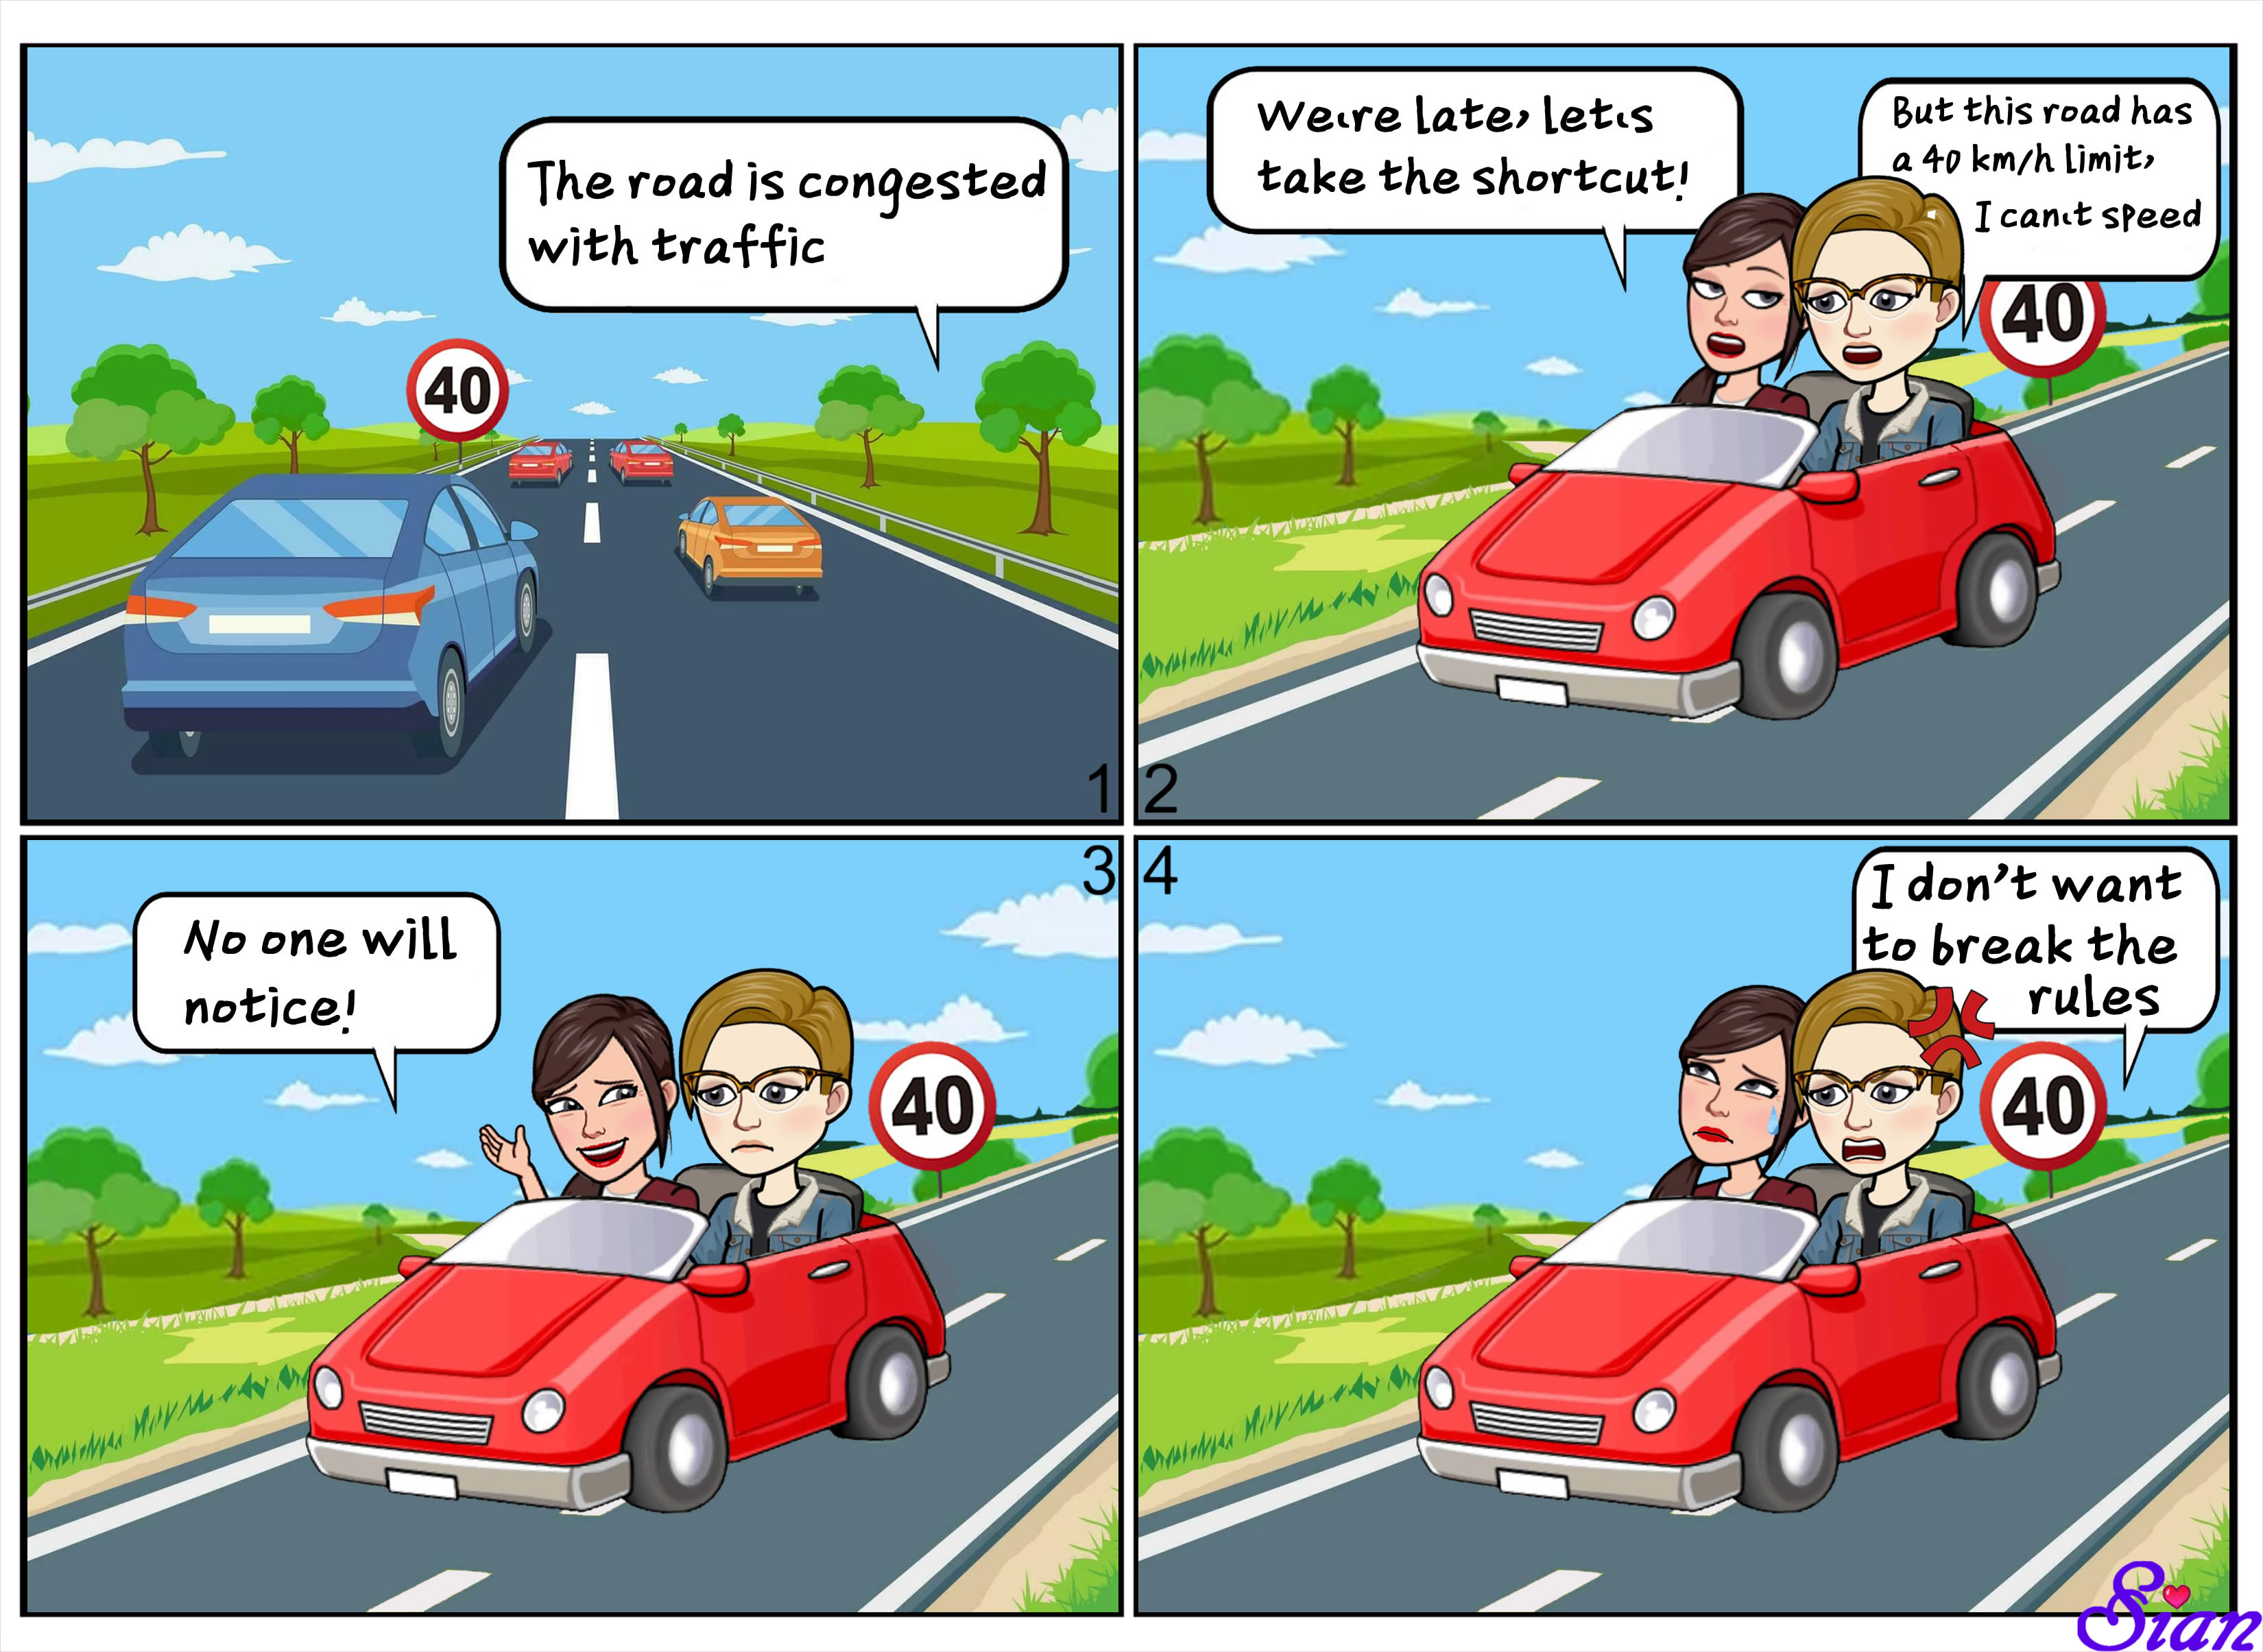 The road is congested
with traffic
40
1
We're late, let's
take the shortcut!
But this road has
a 40 km/h limit,
I can't speed
40
2
3
No one will
notice!
40
4
I don't want
to break the
rules
40
Sian